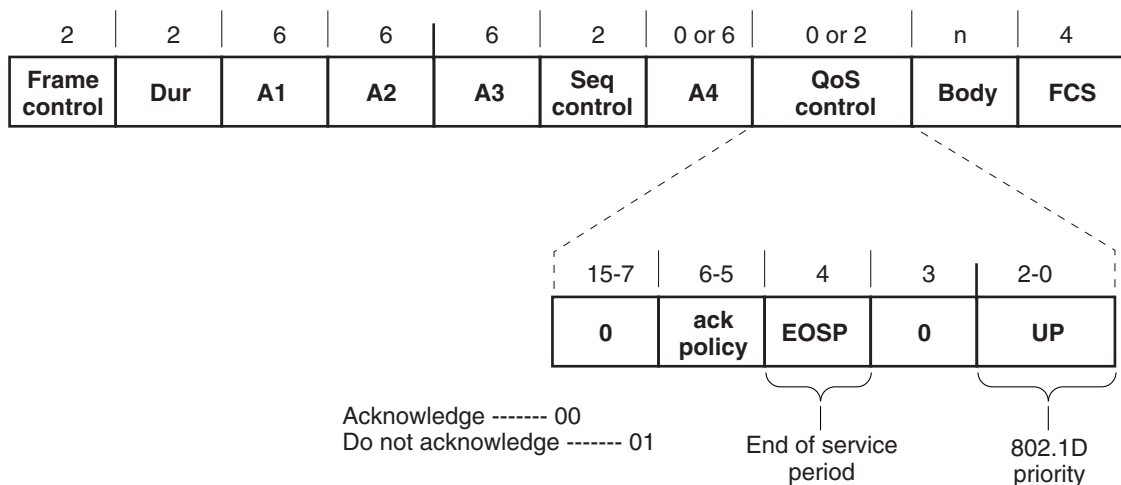 2 2 6 6 6 2 0 or 6 0 or 2 n 4
Frame control Dur A1 A2 A3 Seq control A4 QoS control Body FCS
15-7 6-5 4 3 2-0
0 ack policy EOSP 0 UP
Acknowledge ------- 00
Do not acknowledge ------- 01
End of service period
802.1D priority